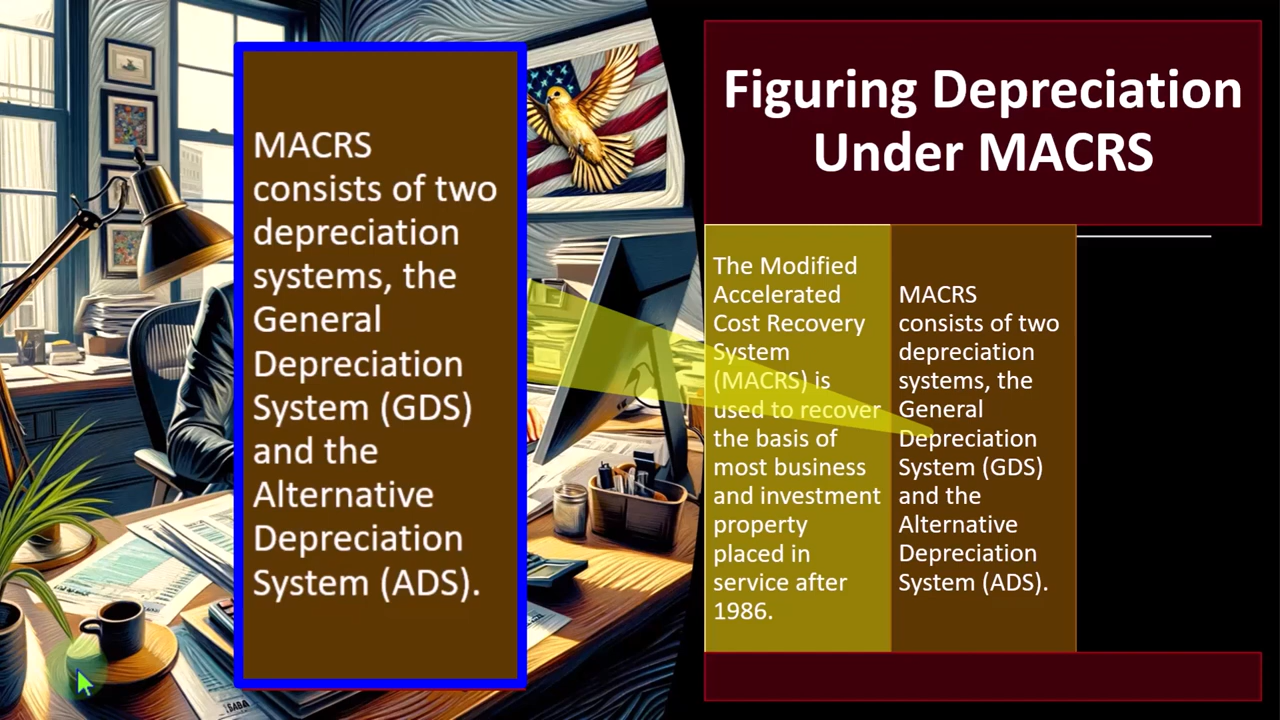 MACRS
consists of two
depreciation
systems, the
General
Depreciation
System (GDS)
and the
Alternative
Depreciation
System (ADS).
Figuring Depreciation
Under MACRS
The Modified
Accelerated
Cost Recovery
System
(MACRS) is
used to recover
the basis of
most business
and investment
property
placed in
service after
1986.
MACRS
consists of two
depreciation
systems, the
General
Depreciation
System (GDS)
and the
Alternative
Depreciation
System (ADS).